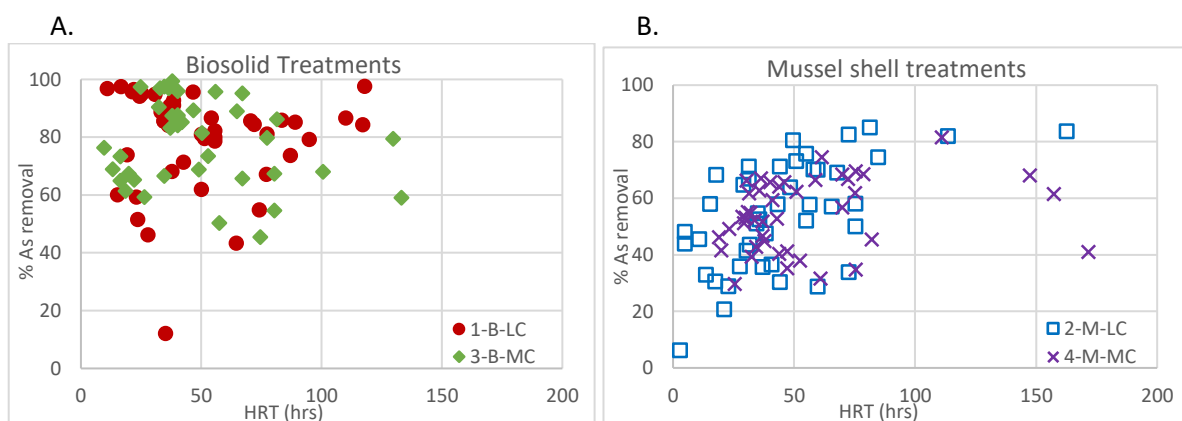 A.
Biosolid Treatments
% As removal
100
80
60
40
20
0
0 50 100 150 200
HRT (hrs)
1-B-LC
3-B-MC
B.
Mussel shell treatments
% As removal
100
80
60
40
20
0
0 50 100 150 200
HRT (hrs)
2-M-LC
4-M-MC